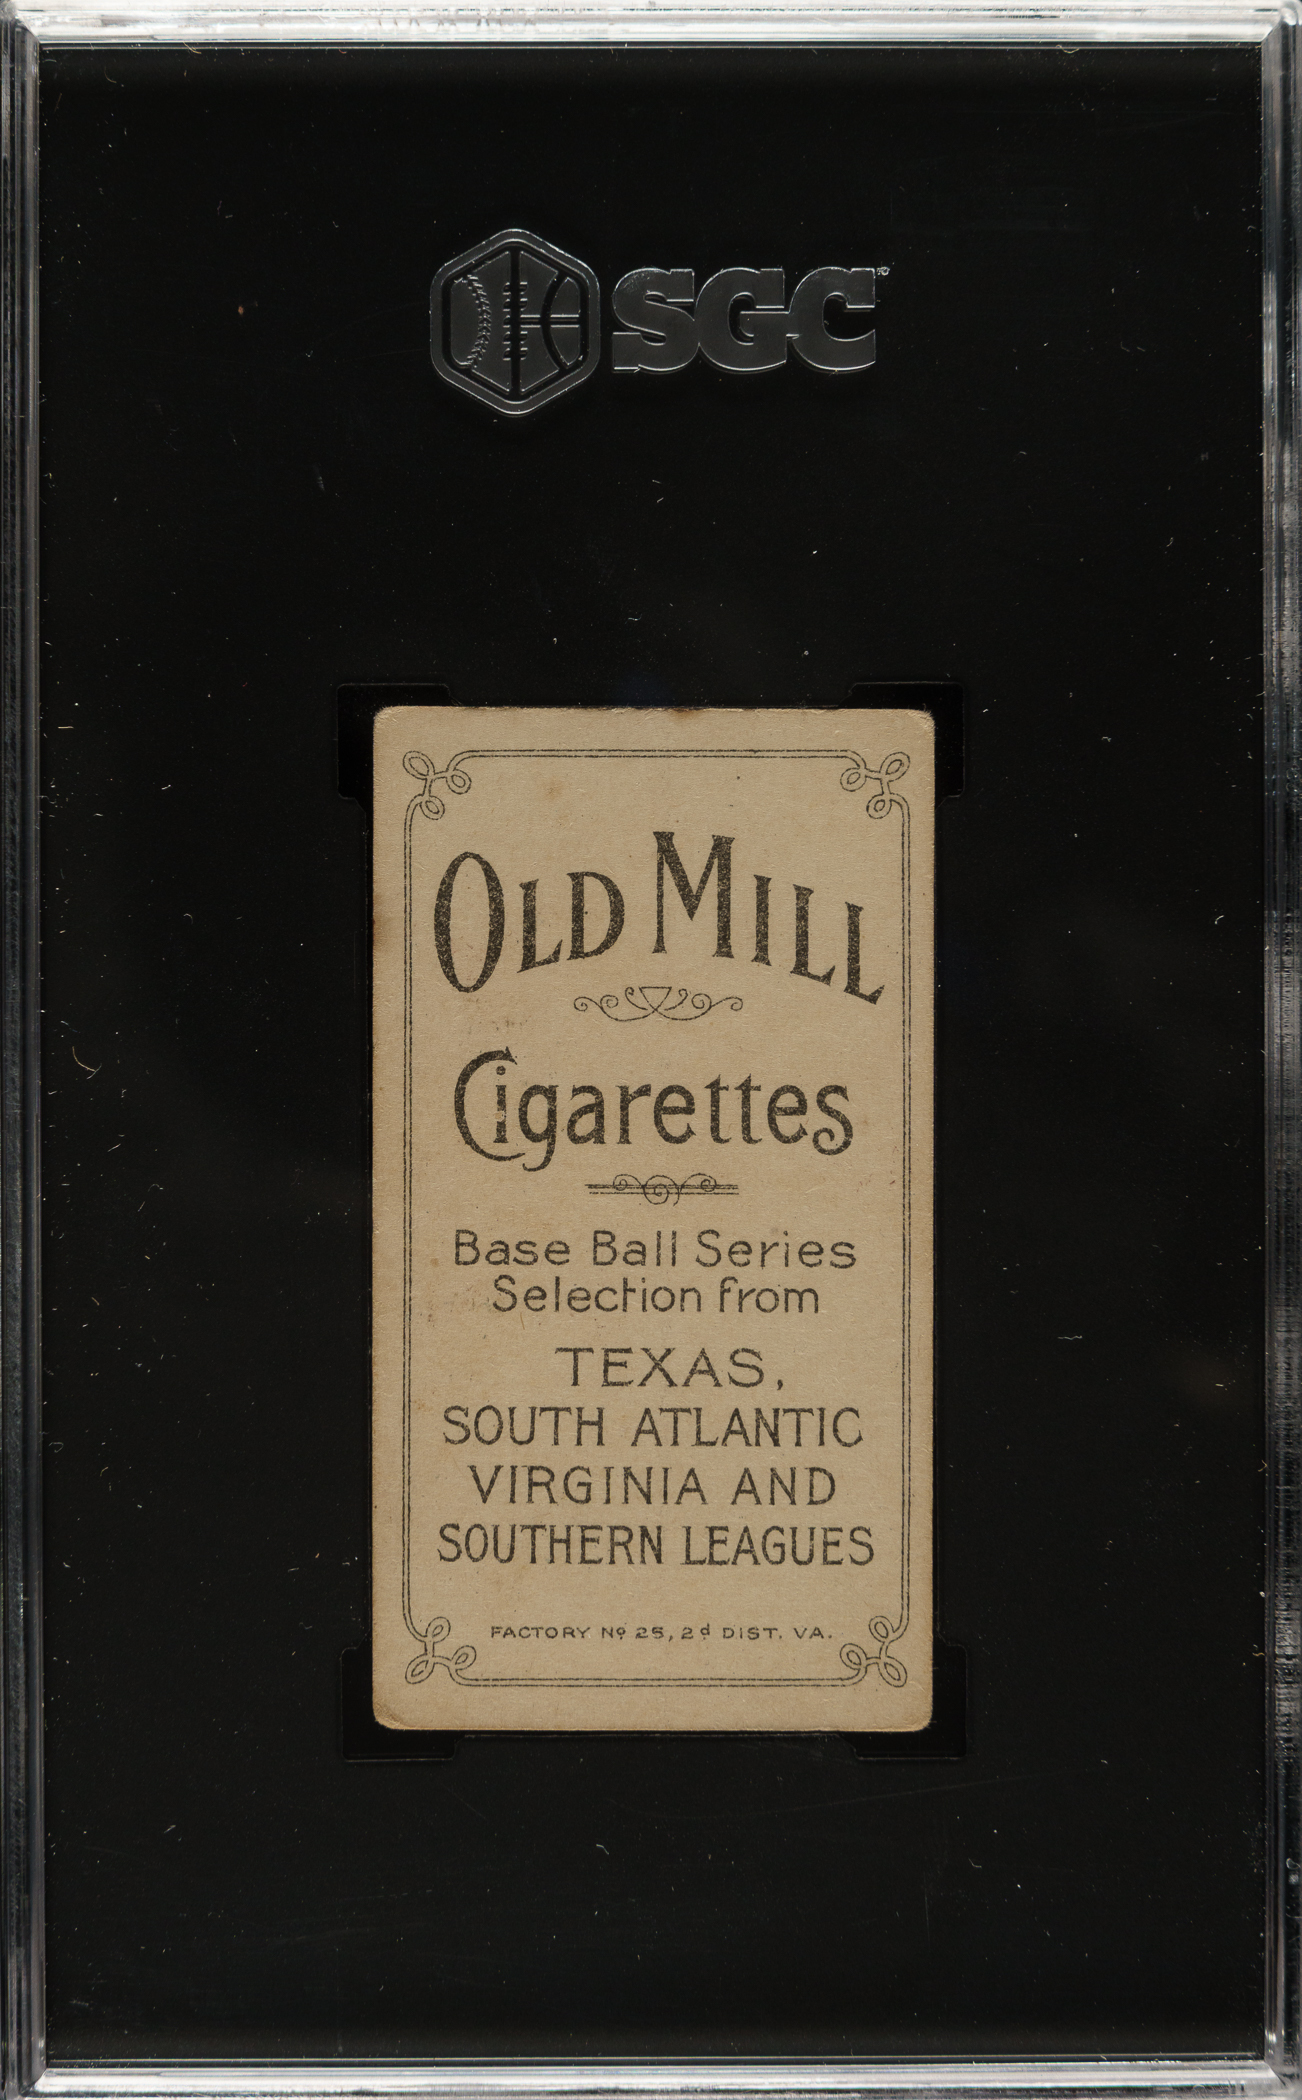 SGC
OLD MILL
Cigarettes
Base Ball Series
Selection from
TEXAS,
SOUTH ATLANTIC
VIRGINIA AND
SOUTHERN LEAGUES
FACTORY Nº 25, 2d DIST. VA.